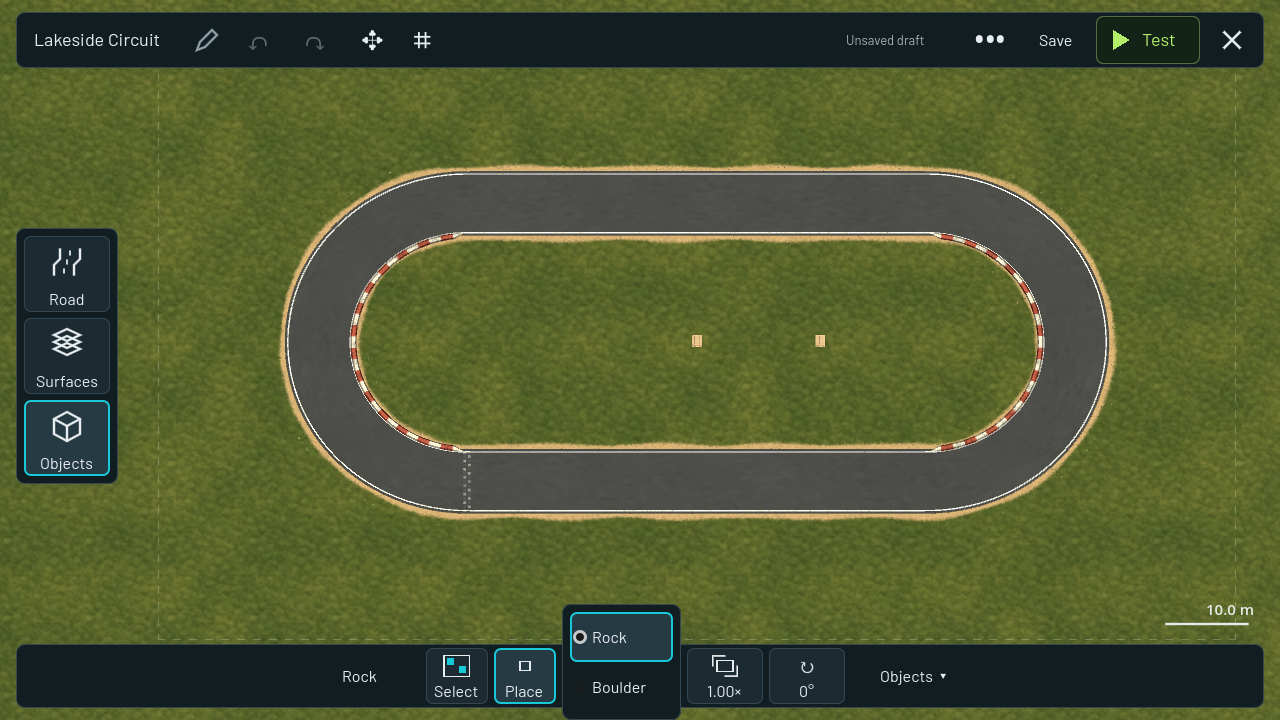 Lakeside Circuit
Unsaved draft
Save
Test
Road
Surfaces
Objects
10.0 m
Rock
Select
Place
Rock
Boulder
1.00×
0°
Objects